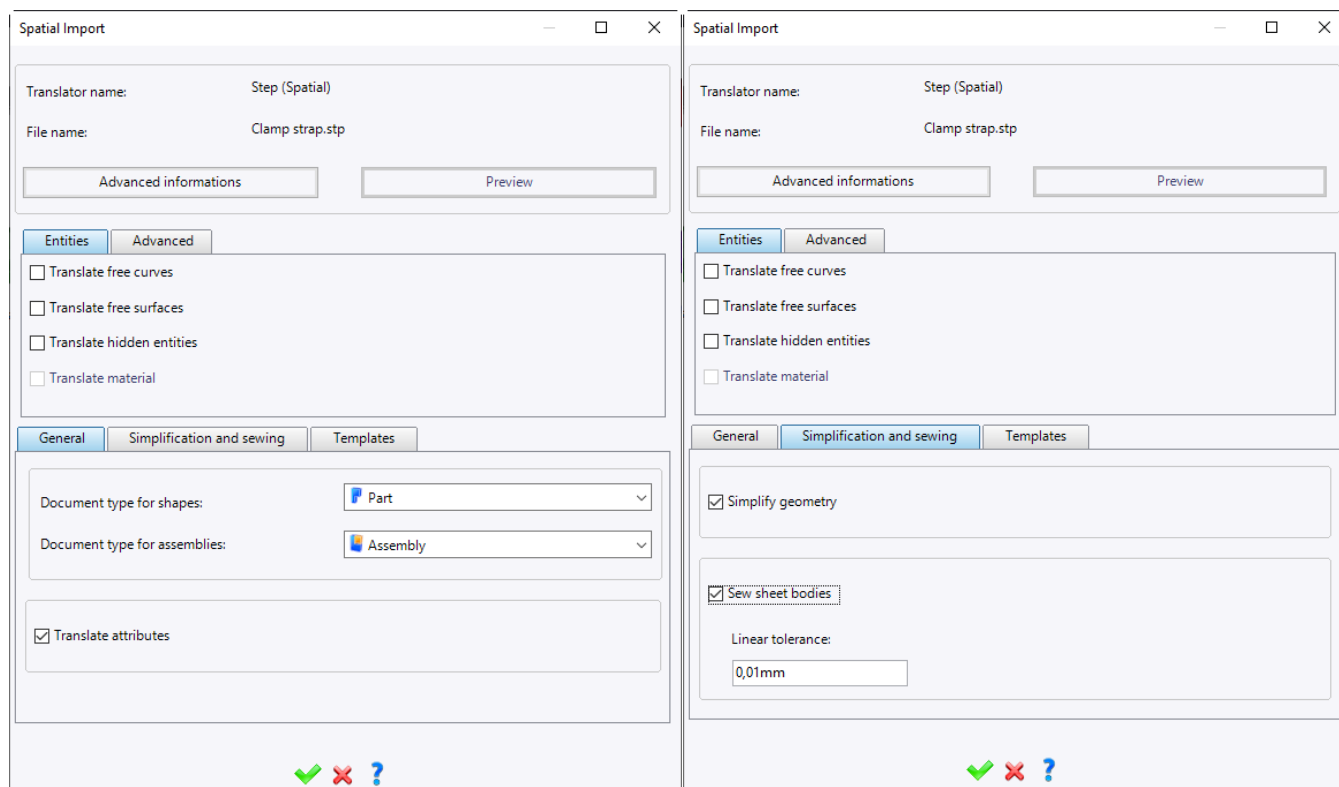 Spatial Import
Translator name: Step (Spatial)
File name: Clamp strap.stp
Advanced informations Preview
Entities Advanced
Translate free curves
Translate free surfaces
Translate hidden entities
Translate material
General Simplification and sewing Templates
Document type for shapes: Part
Document type for assemblies: Assembly
Translate attributes
Spatial Import
Translator name: Step (Spatial)
File name: Clamp strap.stp
Advanced informations Preview
Entities Advanced
Translate free curves
Translate free surfaces
Translate hidden entities
Translate material
General Simplification and sewing Templates
Simplify geometry
Sew sheet bodies
Linear tolerance:
0,01mm